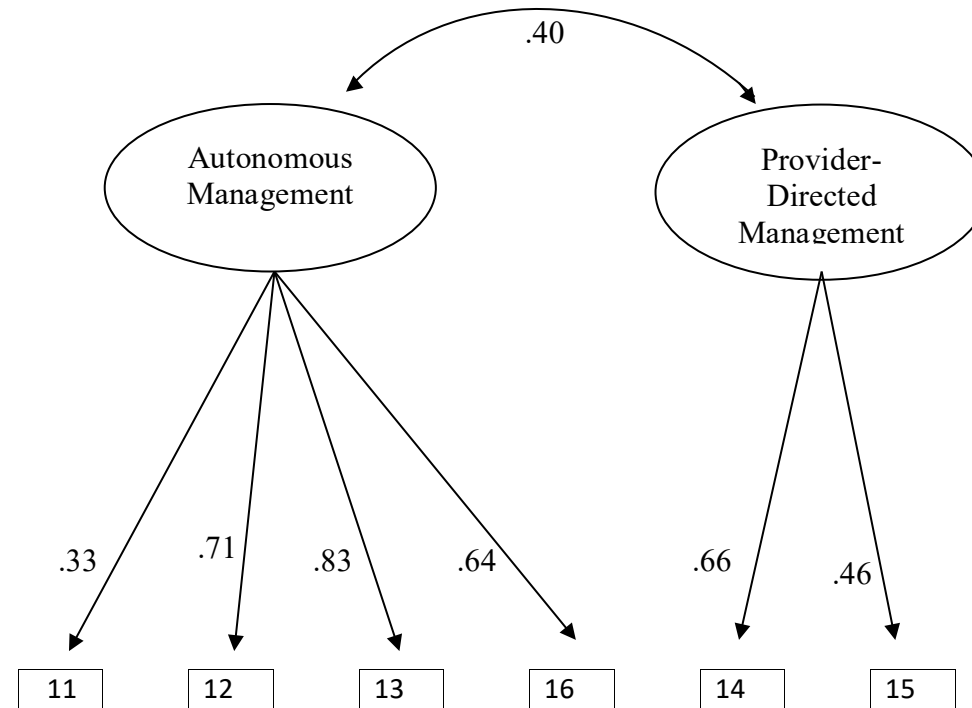 .40
Autonomous
Management
Provider-
Directed
Management
.33
.71
.83
.64
.66
.46
11
12
13
16
14
15